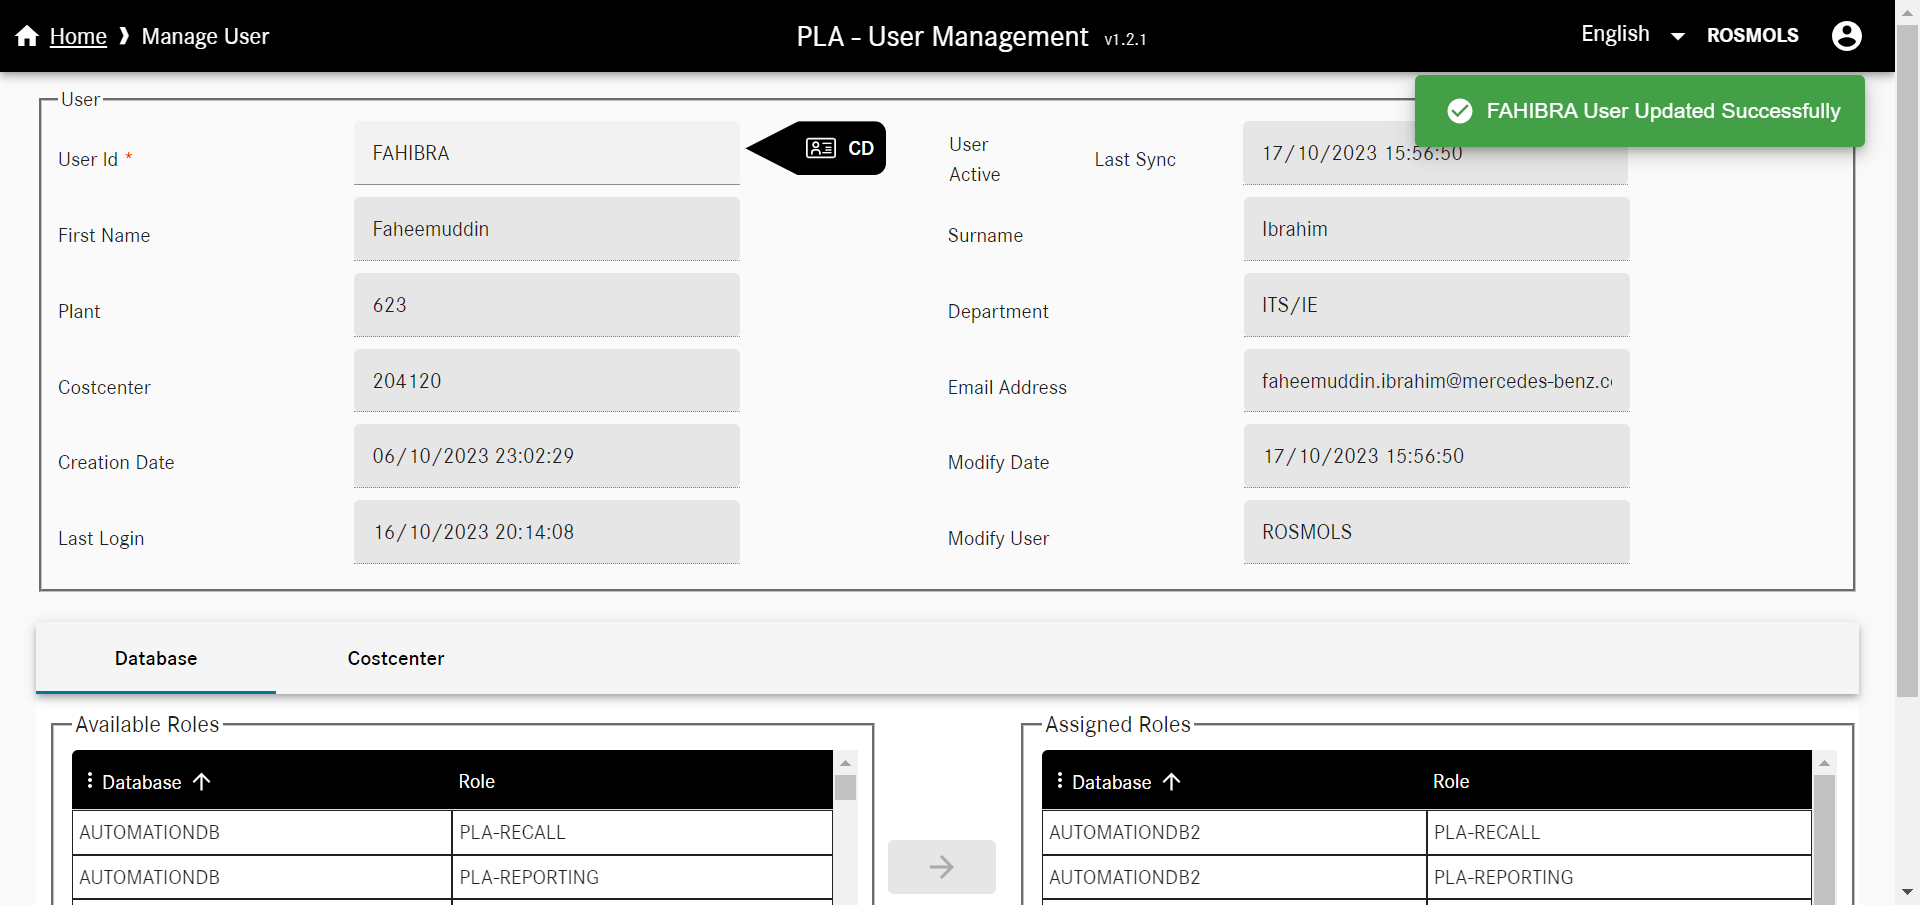 Home ❱ Manage User
PLA - User Management v1.2.1
English
ROSMOLS
FAHIBRA User Updated Successfully
User
User Id *
FAHIBRA
CD
User
Active
Last Sync
17/10/2023 15:56:50
First Name
Faheemuddin
Surname
Ibrahim
Plant
623
Department
ITS/IE
Costcenter
204120
Email Address
faheemuddin.ibrahim@mercedes-benz.c
Creation Date
06/10/2023 23:02:29
Modify Date
17/10/2023 15:56:50
Last Login
16/10/2023 20:14:08
Modify User
ROSMOLS
Database
Costcenter
Available Roles
Database
Role
AUTOMATIONDB
PLA-RECALL
AUTOMATIONDB
PLA-REPORTING
Assigned Roles
Database
Role
AUTOMATIONDB2
PLA-RECALL
AUTOMATIONDB2
PLA-REPORTING